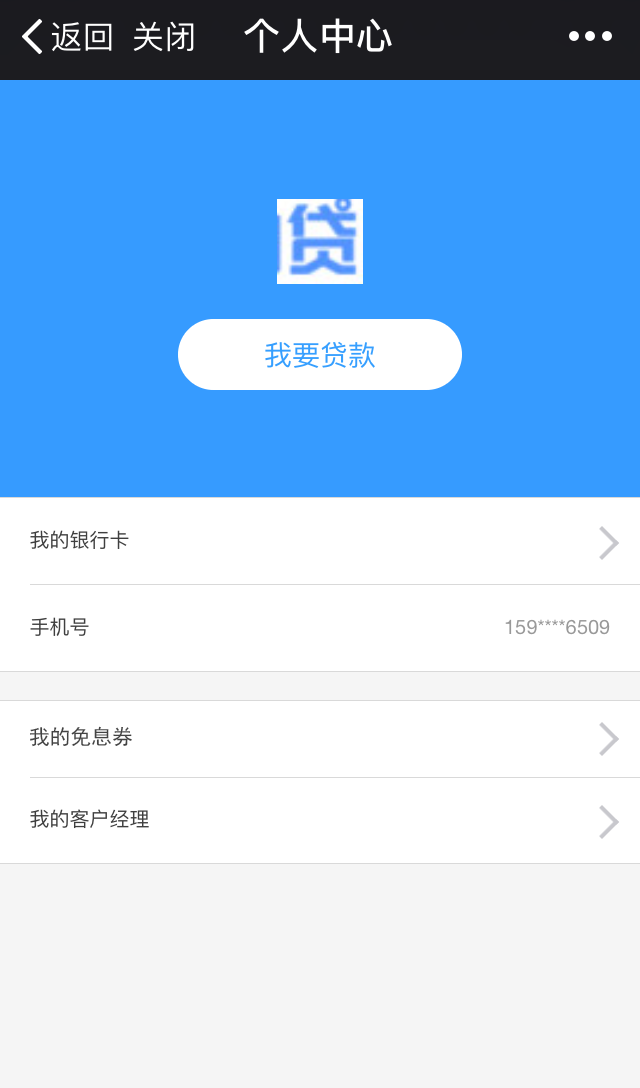 返回 关闭 个人中心
贷
我要贷款
我的银行卡
手机号 159****6509
我的免息券
我的客户经理